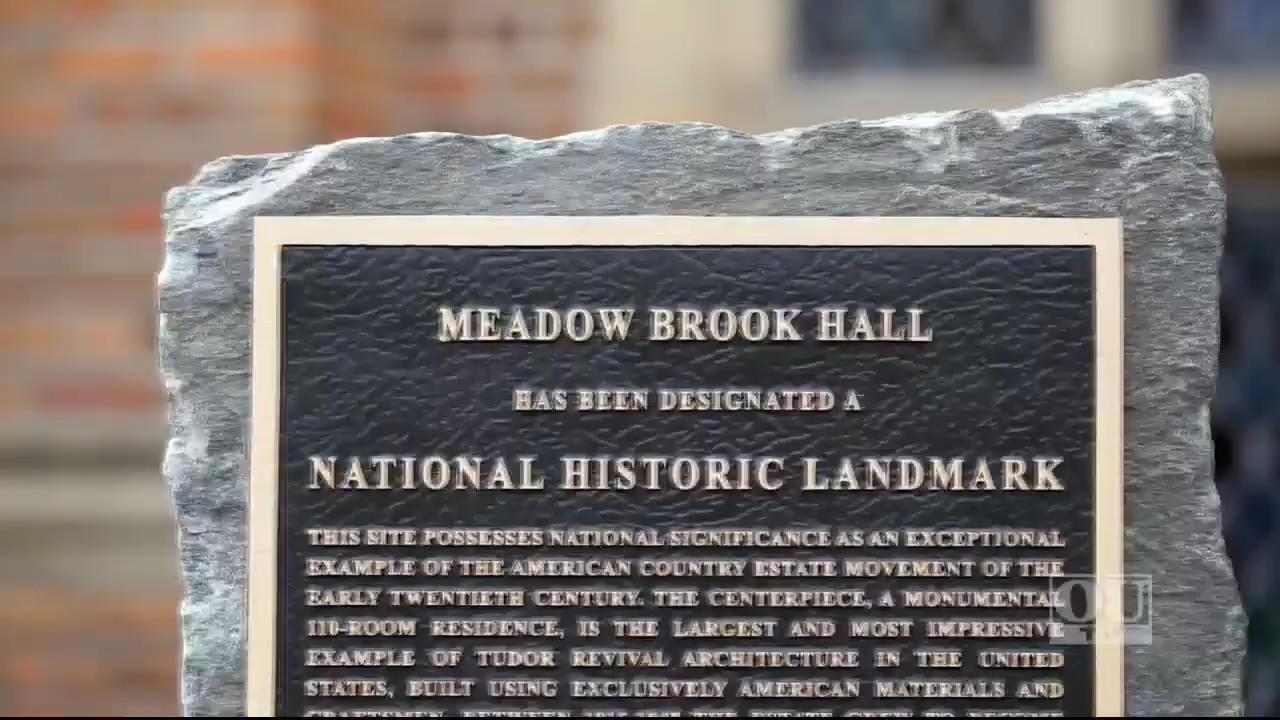 MEADOW BROOK HALL
HAS BEEN DESIGNATED A
NATIONAL HISTORIC LANDMARK
THIS SITE POSSESSES NATIONAL SIGNIFICANCE AS AN EXCEPTIONAL
EXAMPLE OF THE AMERICAN COUNTRY ESTATE MOVEMENT OF THE
EARLY TWENTIETH CENTURY. THE CENTERPIECE, A MONUMENTAL
110-ROOM RESIDENCE, IS THE LARGEST AND MOST IMPRESSIVE
EXAMPLE OF TUDOR REVIVAL ARCHITECTURE IN THE UNITED
STATES, BUILT USING EXCLUSIVELY AMERICAN MATERIALS AND
OU